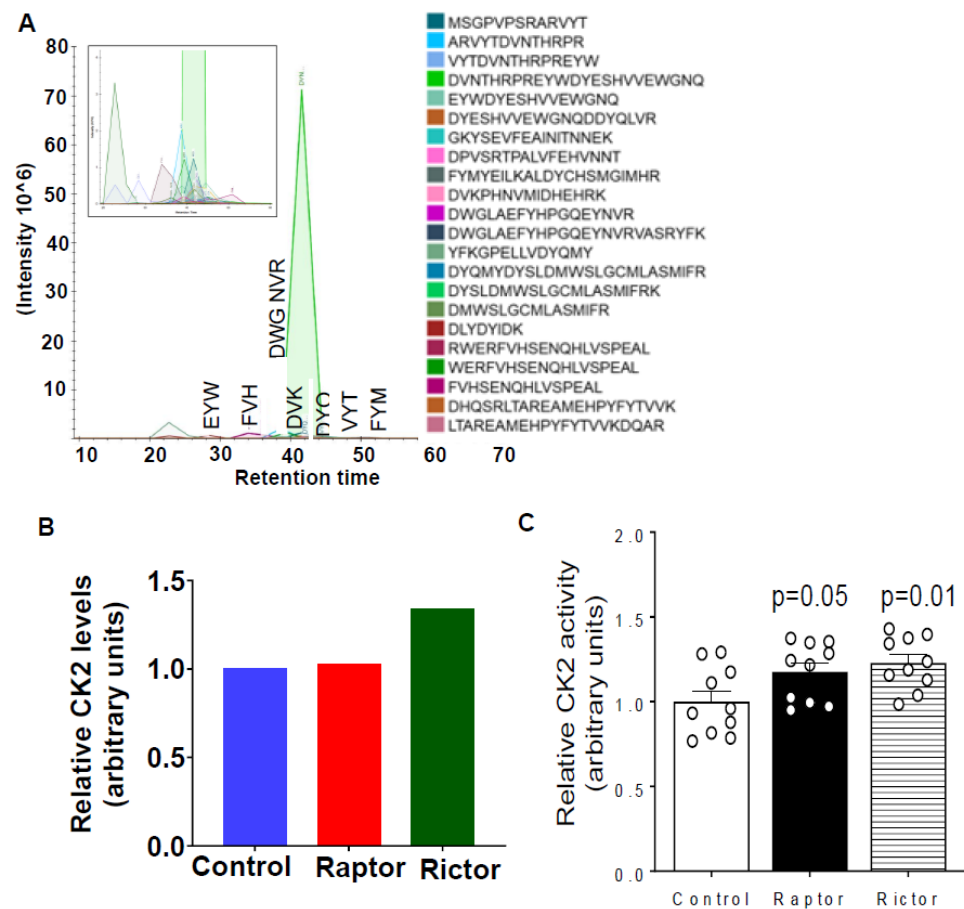 A
80
70
60
50
40
30
20
10
(Intensity 10^6)
DWG NVR
EYW
FVH
DVK
DYO
VYT
FYM
10 20 30 40 50 60 70
Retention time
MSGPVPSRARVYT
ARVYTDVNTHRPR
VYTDVNTHRPREYW
DVNTHRPREYWDYESHVVEWGNQ
EYWDYESHVVEWGNQ
DYESHVVEWGNQDDYQLVR
GKYSEVFEAINITNNEK
DPVSRTPALVFEHVNNT
FYMYEILKALDYCHSMGIMHR
DVKPHNVMIDHEHRK
DWGLAEFYHPGQEYNVR
DWGLAEFYHPGQEYNVRVASRYFK
YFKGPELLVDYQMY
DYQMYDYSLDMWSLGCMLASMIFR
DYSLDMWSLGCMLASMIFRK
DMWSLGCMLASMIFR
DLYDYIDK
RWERFVHSENQHLVSPEAL
WERFVHSENQHLVSPEAL
FVHSENQHLVSPEAL
DHQSRLTAREAMEHPYFYTVVK
LTAREAMEHPYFYTVVKDQAR
B
Relative CK2 levels
(arbitrary units)
1.5
1.0
0.5
0.0
Control Raptor Rictor
C
Relative CK2 activity
(arbitrary units)
2.0
1.5
1.0
0.5
0.0
p=0.05 p=0.01
Control Raptor Rictor